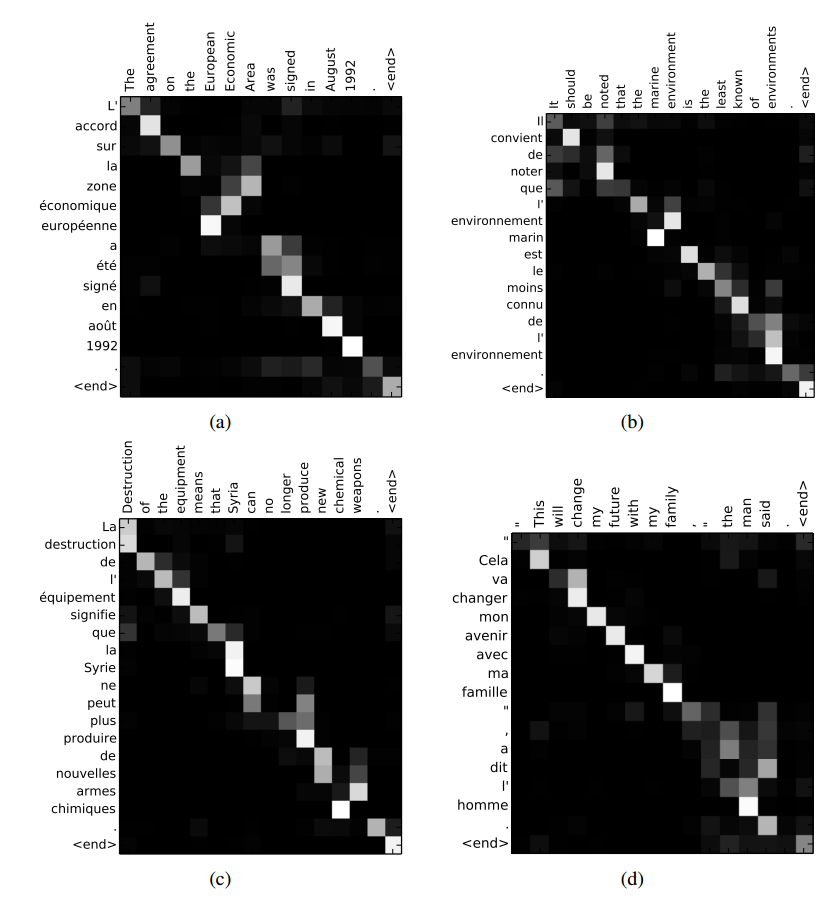 The agreement on the European Economic Area was signed in August 1992 . <end>
L'
accord
sur
la
zone
économique
européenne
a
été
signé
en
août
1992
.
<end>
(a)
It should be noted that the marine environment is the least known of environments . <end>
Il
convient
de
noter
que
l'
environnement
marin
est
le
moins
connu
de
l'
environnement
.
<end>
(b)
Destruction of the equipment means that Syria can no longer produce new chemical weapons . <end>
La
destruction
de
l'
équipement
signifie
que
la
Syrie
ne
peut
plus
produire
de
nouvelles
armes
chimiques
.
<end>
(c)
" This will change my future with my family , " the man said . <end>
"
Cela
va
changer
mon
avenir
avec
ma
famille
"
,
a
dit
l'
homme
.
<end>
(d)